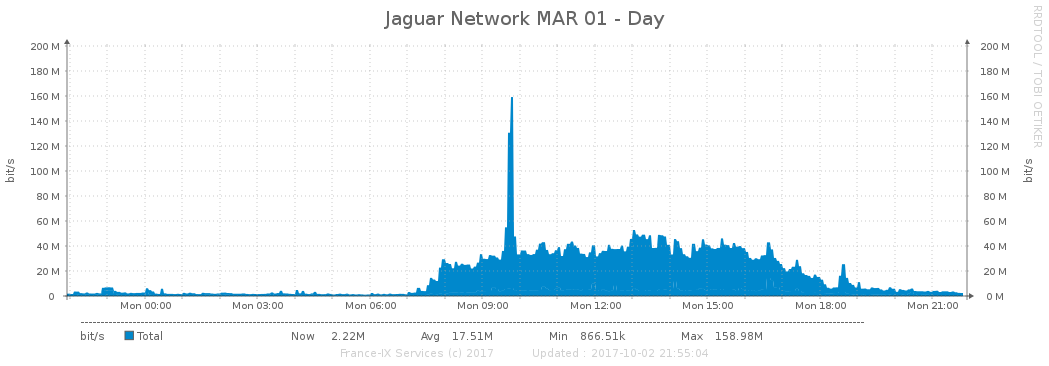 Jaguar Network MAR 01 - Day
RRDTOOL / TOBI OETIKER
200 M 200 M
180 M 180 M
160 M 160 M
140 M 140 M
120 M 120 M
100 M 100 M
80 M 80 M
60 M 60 M
40 M 40 M
20 M 20 M
0 0 M
bit/s bit/s
Mon 00:00 Mon 03:00 Mon 06:00 Mon 09:00 Mon 12:00 Mon 15:00 Mon 18:00 Mon 21:00
bit/s Total Now 2.22M Avg 17.51M Min 866.51k Max 158.98M
France-IX Services (c) 2017 Updated : 2017-10-02 21:55:04